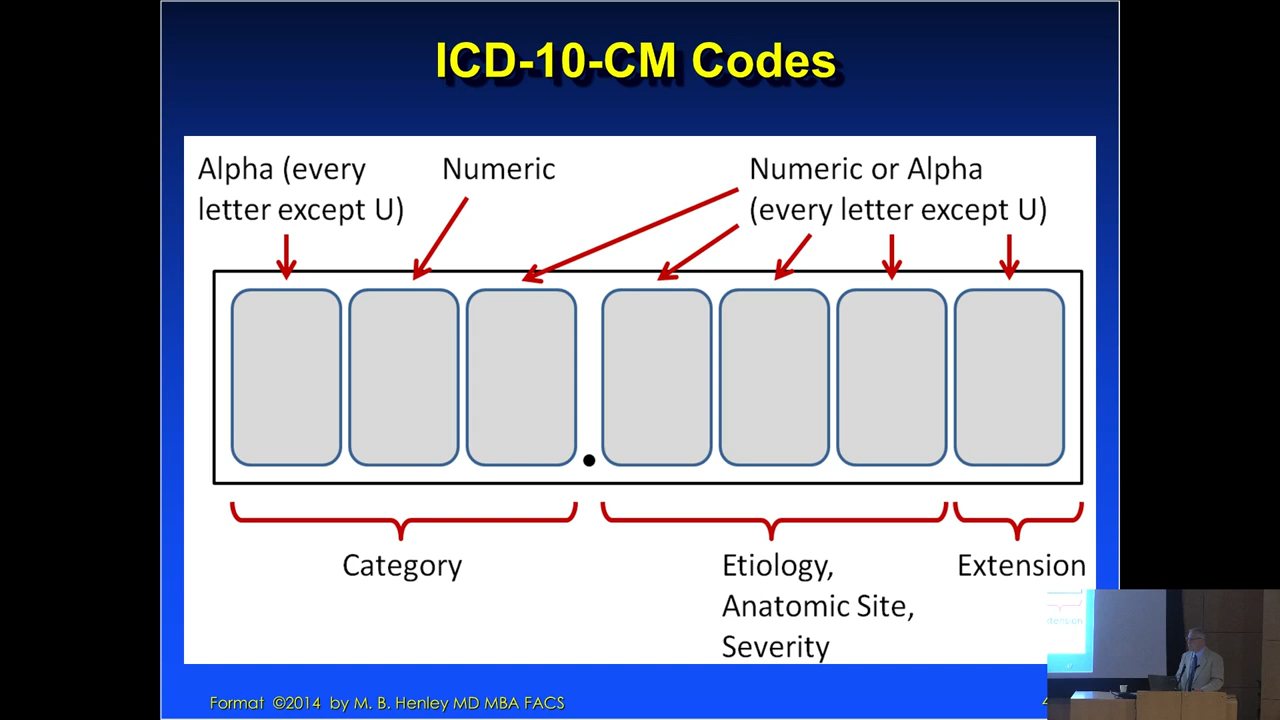 ICD-10-CM Codes
Alpha (every
letter except U)
Numeric
Numeric or Alpha
(every letter except U)
.
Category
Etiology,
Anatomic Site,
Severity
Extension
Format ©2014 by M. B. Henley MD MBA FACS
4